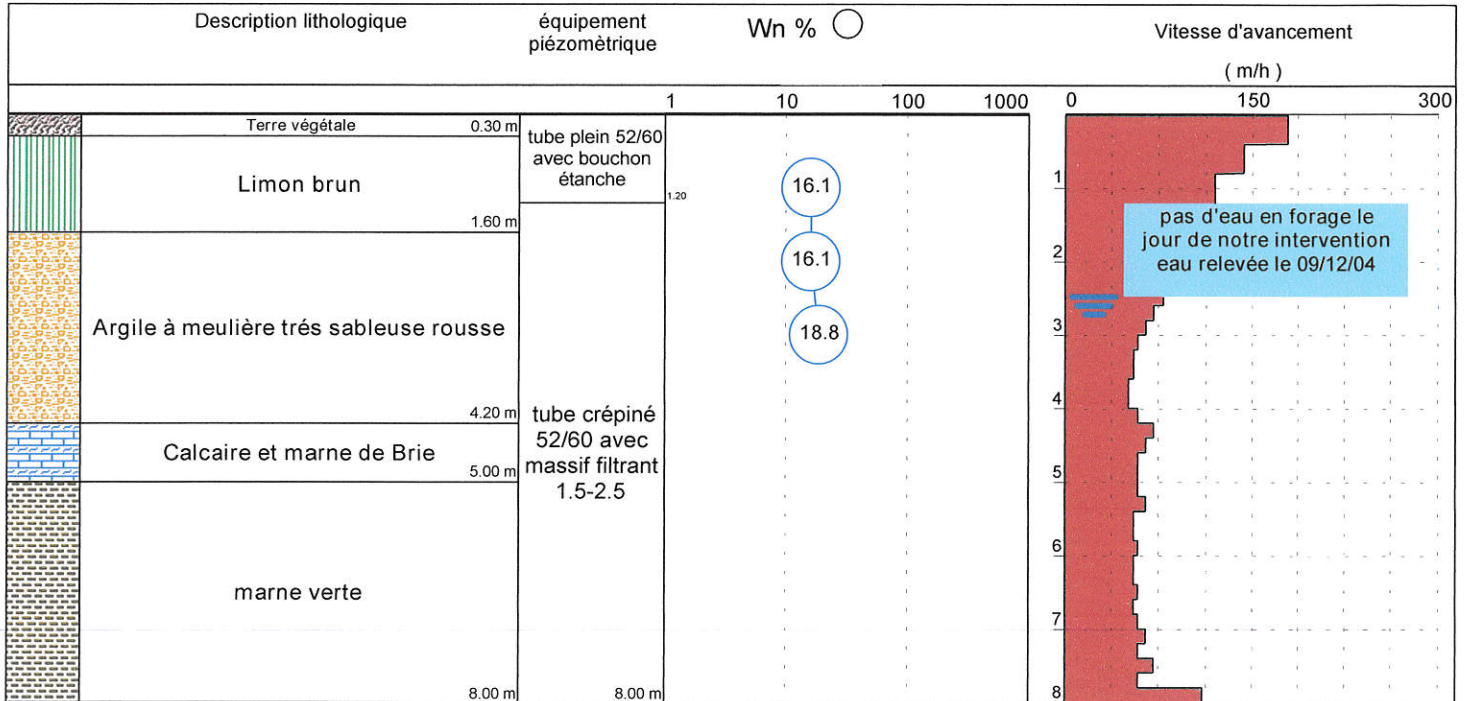 Description lithologique
équipement
piézomètrique
Wn %
Vitesse d'avancement
( m/h )
1 10 100 1000
0 150 300
Terre végétale 0.30 m
tube plein 52/60
avec bouchon
étanche
1.20
Limon brun
1.60 m
16.1
16.1
18.8
Argile à meulière trés sableuse rousse
4.20 m
tube crépiné
52/60 avec
massif filtrant
1.5-2.5
Calcaire et marne de Brie
5.00 m
marne verte
8.00 m
8.00 m
pas d'eau en forage le
jour de notre intervention
eau relevée le 09/12/04
1
2
3
4
5
6
7
8